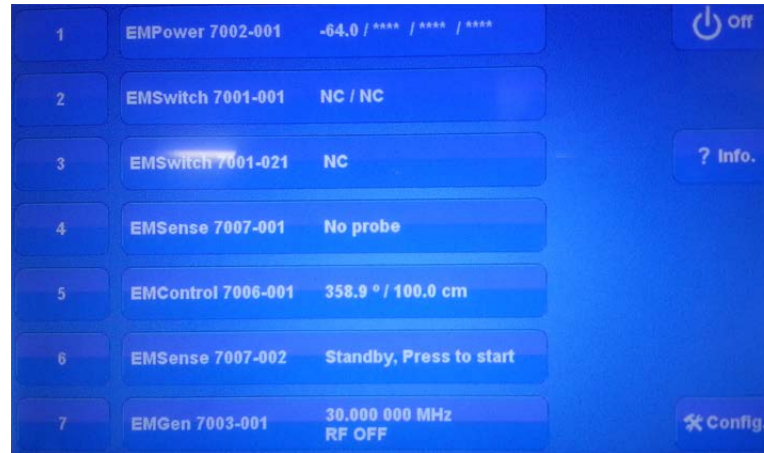 1 EMPower 7002-001 -64.0 / **** / **** / ****
Off
2 EMSwitch 7001-001 NC / NC
3 EMSwitch 7001-021 NC
? Info.
4 EMSense 7007-001 No probe
5 EMControl 7006-001 358.9 º / 100.0 cm
6 EMSense 7007-002 Standby, Press to start
7 EMGen 7003-001 30.000 000 MHz
RF OFF
Config.